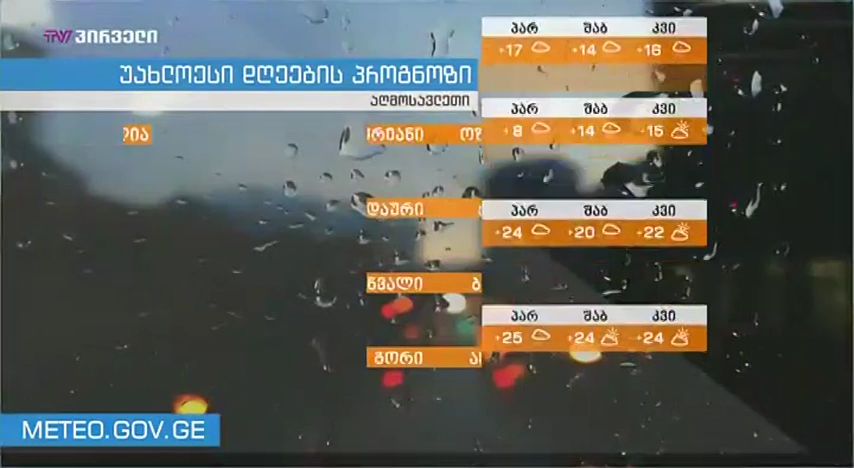 TV პირველი
უახლოესი დღეების პროგნოზი
აღმოსავლეთი
პარ შაბ კვი
+17 +14 +16
პარ შაბ კვი
+8 +14 +15
პარ შაბ კვი
+24 +20 +22
პარ შაბ კვი
+25 +24 +24
გორი
METEO.GOV.GE